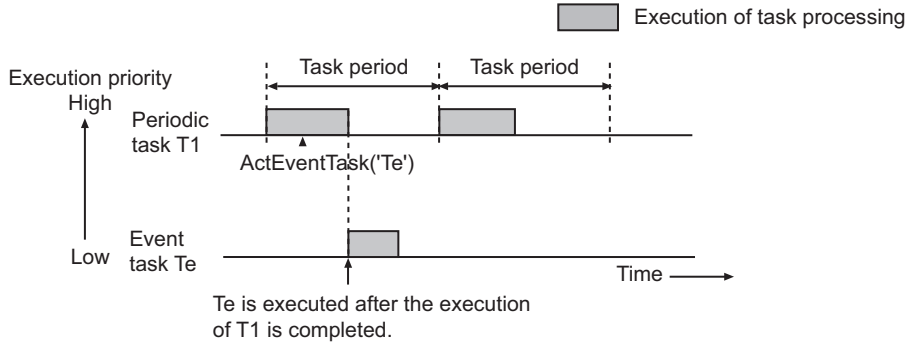 Execution of task processing
Task period
Task period
Execution priority
High
Periodic
task T1
ActEventTask('Te')
Low
Event
task Te
Time
Te is executed after the execution
of T1 is completed.